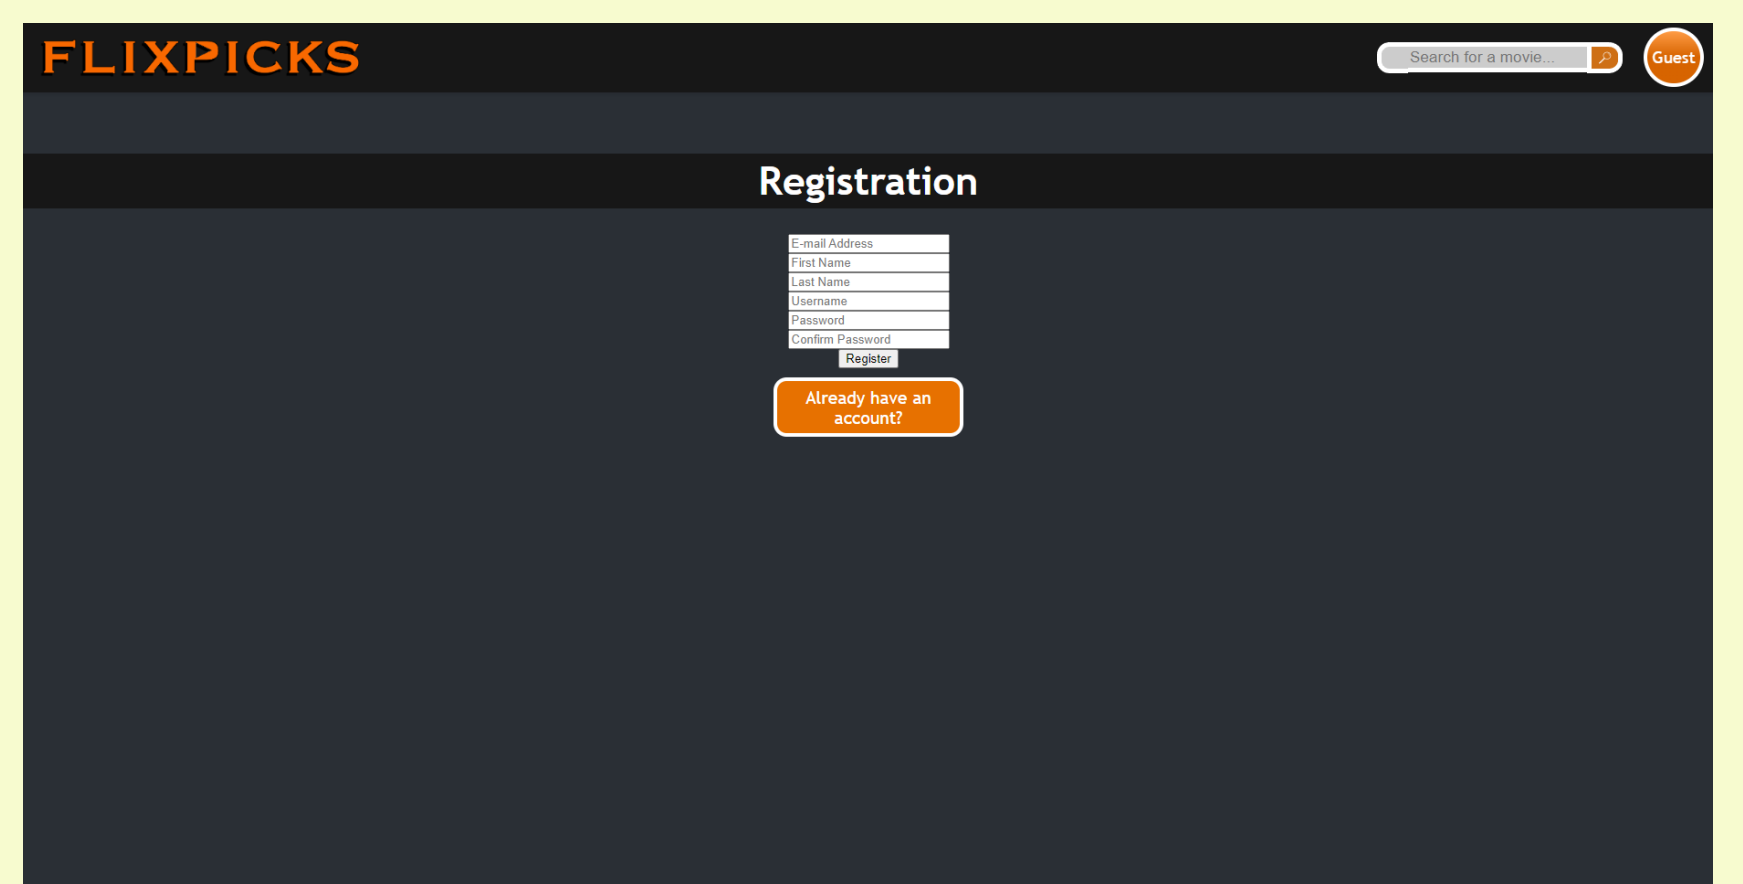 FLIXPICKS
Search for a movie...
Guest
Registration
E-mail Address
First Name
Last Name
Username
Password
Confirm Password
Register
Already have an
account?